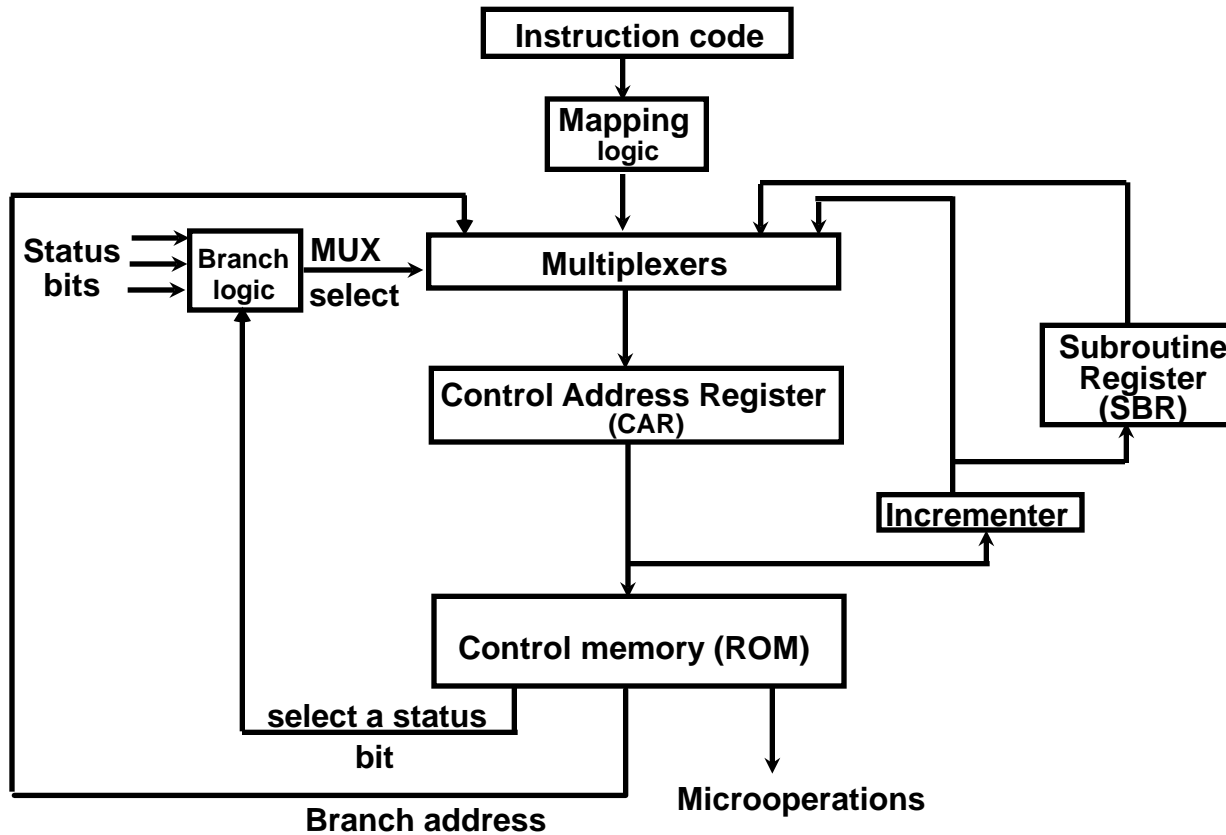 Instruction code
Mapping
logic
Status
bits
Branch
logic
MUX
select
Multiplexers
Subroutine
Register
(SBR)
Control Address Register
(CAR)
Incrementer
Control memory (ROM)
select a status
bit
Microoperations
Branch address